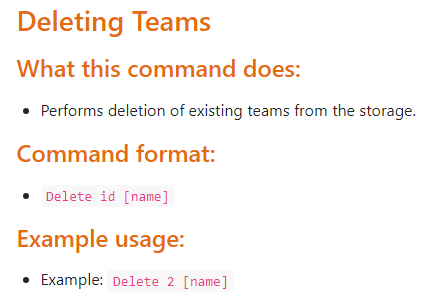 Deleting Teams
What this command does:
• Performs deletion of existing teams from the storage.
Command format:
• Delete id [name]
Example usage:
• Example: Delete 2 [name]